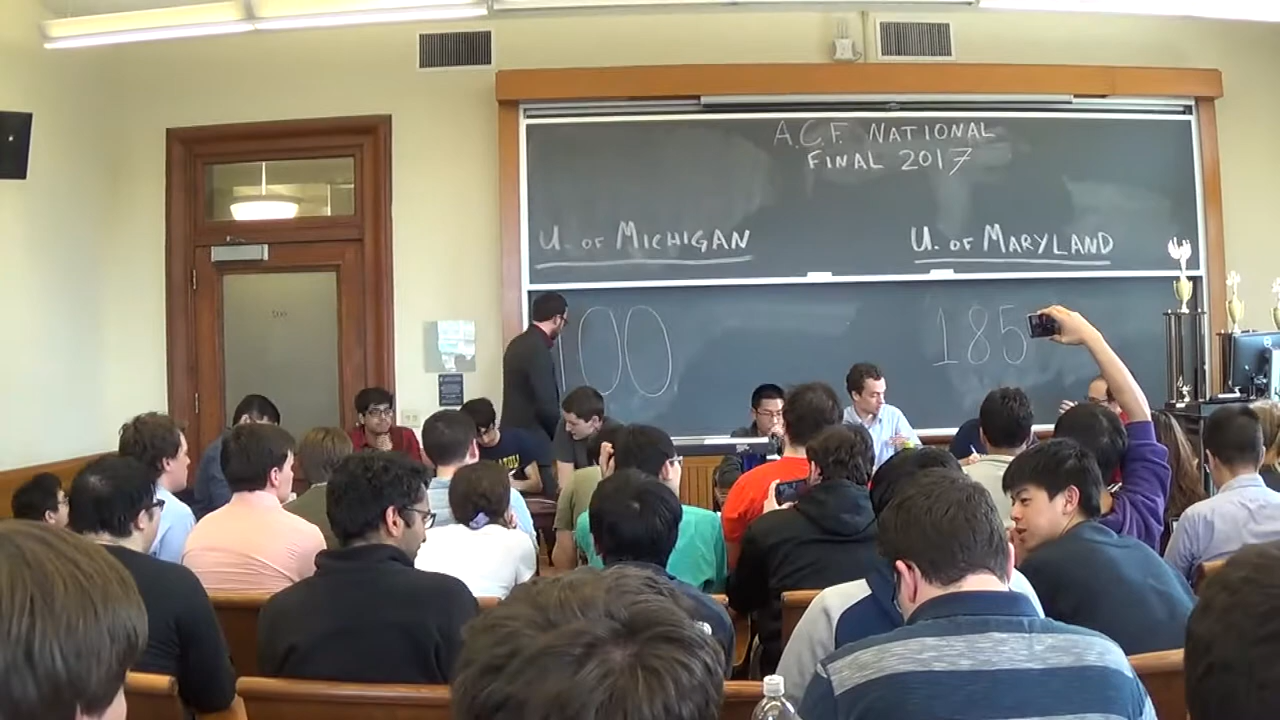 A.C.F. NATIONAL
FINAL 2017
U. OF MICHIGAN
U. OF MARYLAND
100
185